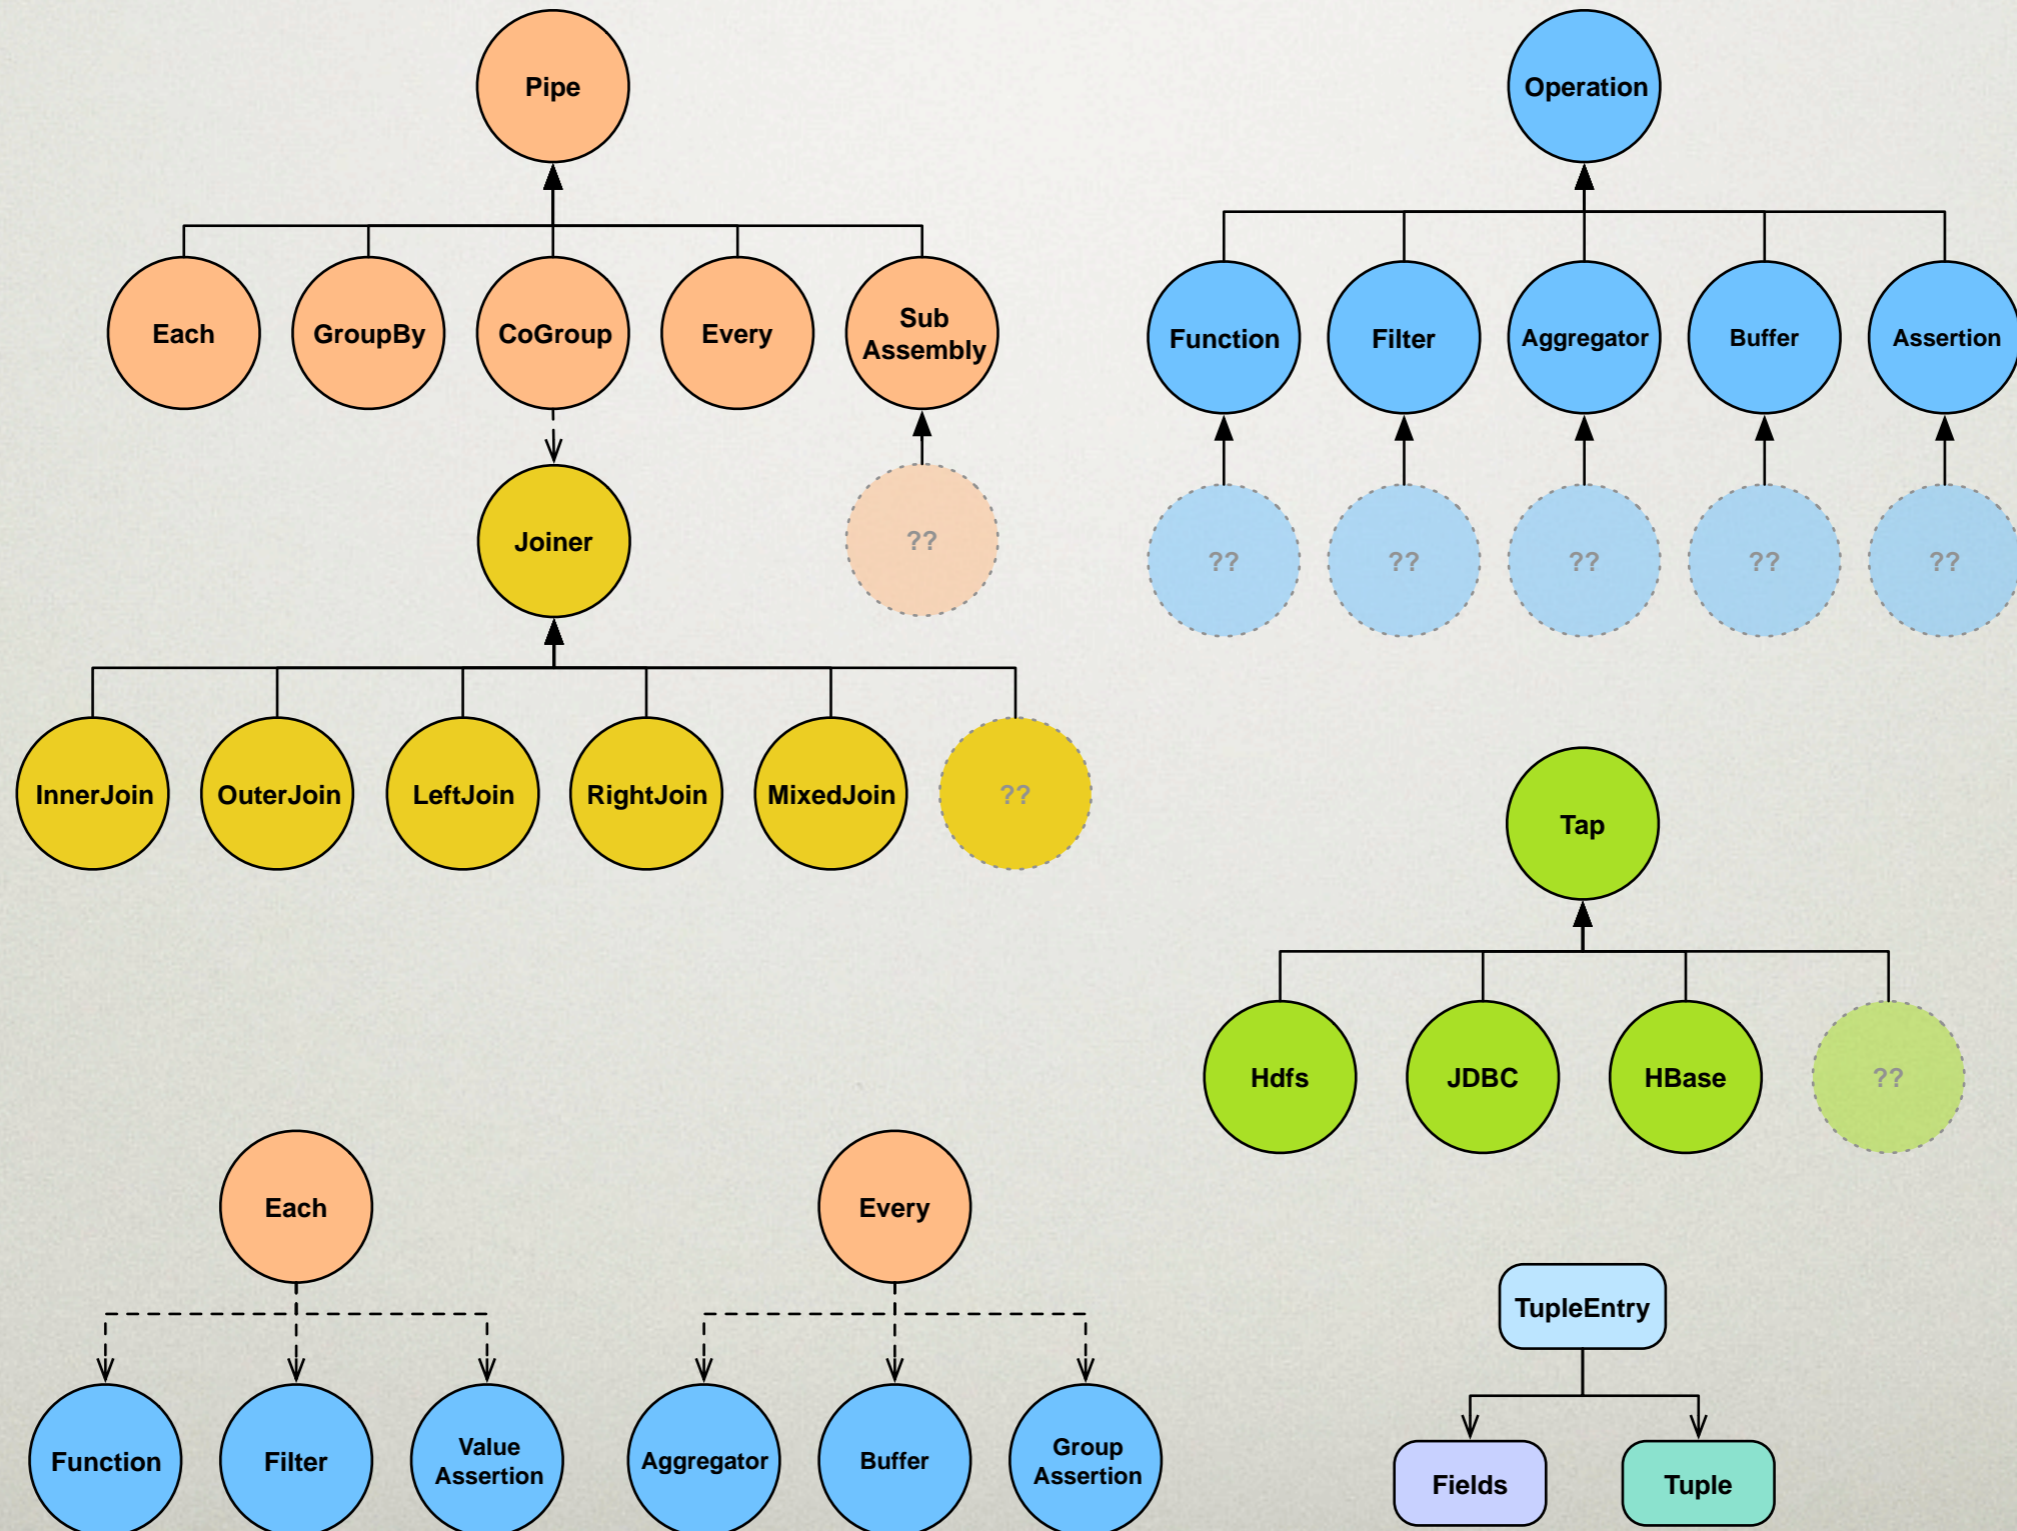 Pipe
Operation
Each
GroupBy
CoGroup
Every
Sub
Assembly
Function
Filter
Aggregator
Buffer
Assertion
Joiner
??
??
??
??
??
??
InnerJoin
OuterJoin
LeftJoin
RightJoin
MixedJoin
??
Tap
Hdfs
JDBC
HBase
??
Each
Every
TupleEntry
Function
Filter
Value
Assertion
Aggregator
Buffer
Group
Assertion
Fields
Tuple